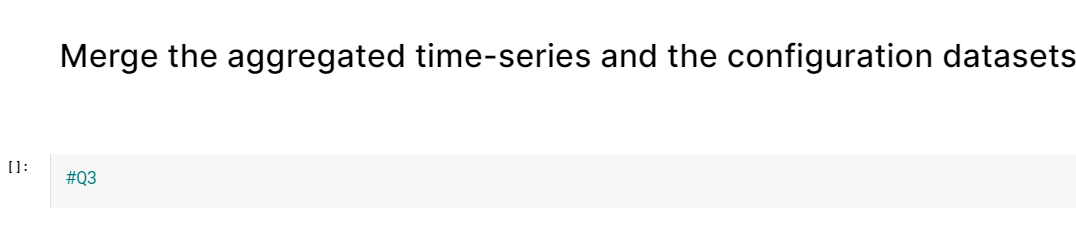 Merge the aggregated time-series and the configuration datasets
[]:
#Q3